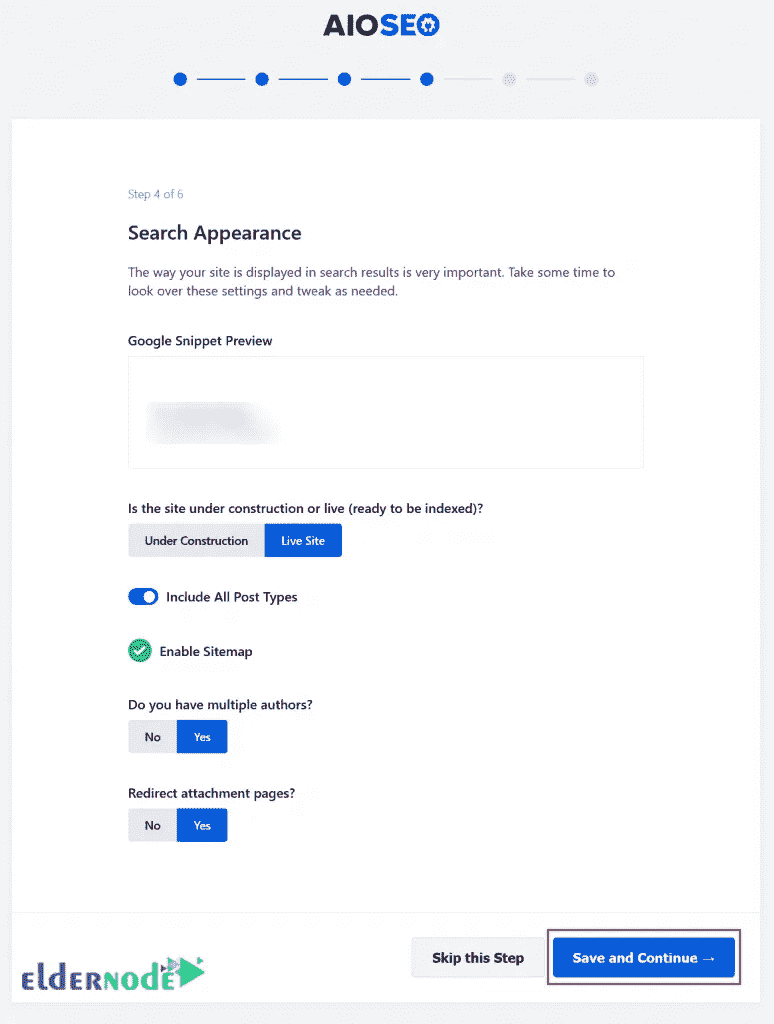 AIOSEO
Step 4 of 6
Search Appearance
The way your site is displayed in search results is very important. Take some time to
look over these settings and tweak as needed.
Google Snippet Preview
Is the site under construction or live (ready to be indexed)?
Under Construction Live Site
Include All Post Types
Enable Sitemap
Do you have multiple authors?
No Yes
Redirect attachment pages?
No Yes
Skip this Step Save and Continue →
ELDERNODE